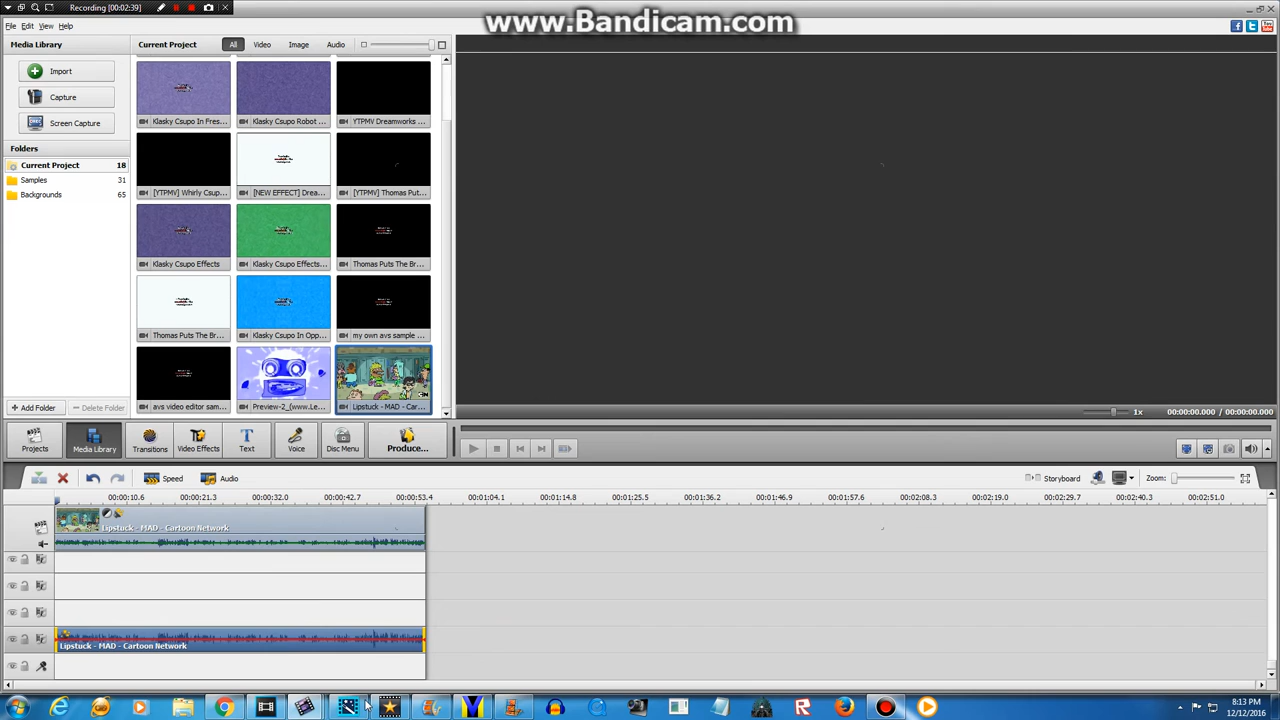 Recording [00:02:39]
www.Bandicam.com
File Edit View Help
Media Library
Current Project
All
Video
Image
Audio
Import
Capture
Screen Capture
Folders
Current Project 18
Samples 31
Backgrounds 65
Klasky Csupo In Fres...
Klasky Csupo Robot ...
YTPMV Dreamworks ...
[YTPMV] Whirly Csup...
[NEW EFFECT] Drea...
[YTPMV] Thomas Put...
Klasky Csupo Effects
Klasky Csupo Effects...
Thomas Puts The Br...
Thomas Puts The Br...
Klasky Csupo In Opp...
my own avs sample ...
avs video editor sam...
Preview-2_(www.Le...
Lipstuck - MAD - Car...
Add Folder
Delete Folder
1x
00:00:00.000 / 00:00:00.000
Projects
Media Library
Transitions
Video Effects
Text
Voice
Disc Menu
Produce...
Speed
Audio
Storyboard
Zoom:
00:00:10.6 00:00:21.3 00:00:32.0 00:00:42.7 00:00:53.4 00:01:04.1 00:01:14.8 00:01:25.5 00:01:36.2 00:01:46.9 00:01:57.6 00:02:08.3 00:02:19.0 00:02:29.7 00:02:40.3 00:02:51.0
Lipstuck - MAD - Cartoon Network
Lipstuck - MAD - Cartoon Network
8:13 PM
12/12/2016